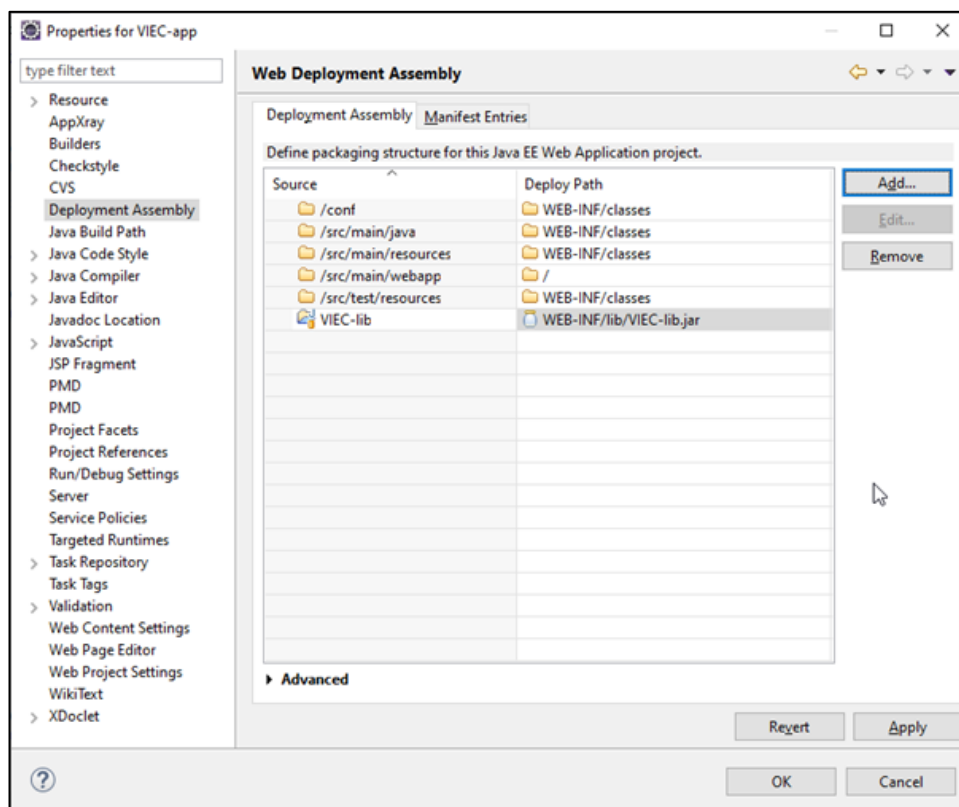 Properties for VIEC-app
type filter text
Web Deployment Assembly
Resource
AppXray
Builders
Checkstyle
CVS
Deployment Assembly
Java Build Path
Java Code Style
Java Compiler
Java Editor
Javadoc Location
JavaScript
JSP Fragment
PMD
PMD
Project Facets
Project References
Run/Debug Settings
Server
Service Policies
Targeted Runtimes
Task Repository
Task Tags
Validation
Web Content Settings
Web Page Editor
Web Project Settings
WikiText
XDoclet
Deployment Assembly Manifest Entries
Define packaging structure for this Java EE Web Application project.
Source Deploy Path
/conf WEB-INF/classes
/src/main/java WEB-INF/classes
/src/main/resources WEB-INF/classes
/src/main/webapp /
/src/test/resources WEB-INF/classes
VIEC-lib WEB-INF/lib/VIEC-lib.jar
Add...
Edit...
Remove
Advanced
Revert Apply
? OK Cancel